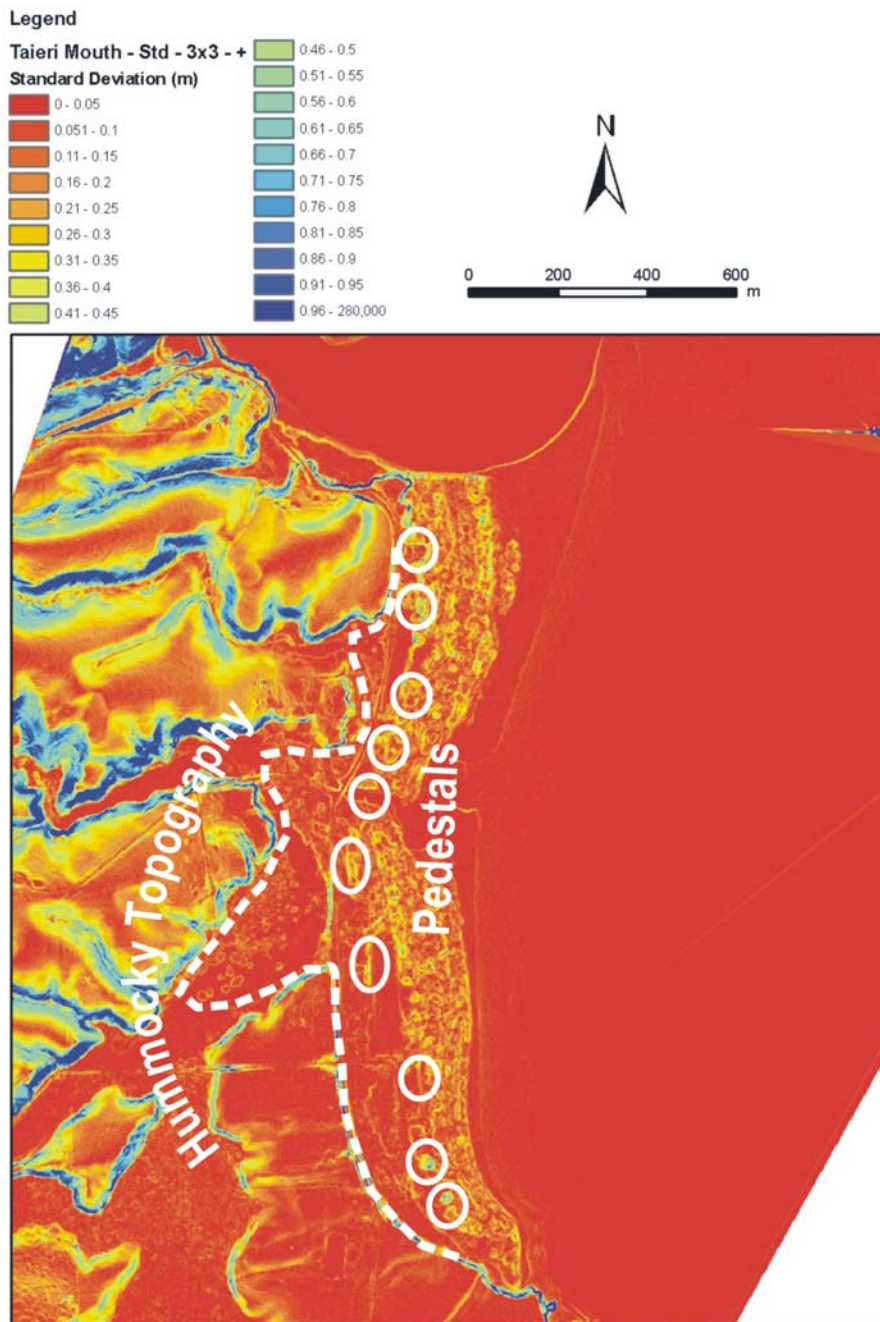 Legend
Taieri Mouth - Std - 3x3 - +
Standard Deviation (m)
0 - 0.05
0.051 - 0.1
0.11 - 0.15
0.16 - 0.2
0.21 - 0.25
0.26 - 0.3
0.31 - 0.35
0.36 - 0.4
0.41 - 0.45
0.46 - 0.5
0.51 - 0.55
0.56 - 0.6
0.61 - 0.65
0.66 - 0.7
0.71 - 0.75
0.76 - 0.8
0.81 - 0.85
0.86 - 0.9
0.91 - 0.95
0.96 - 280,000
N
0 200 400 600
m
Hummocky Topography
Pedestals